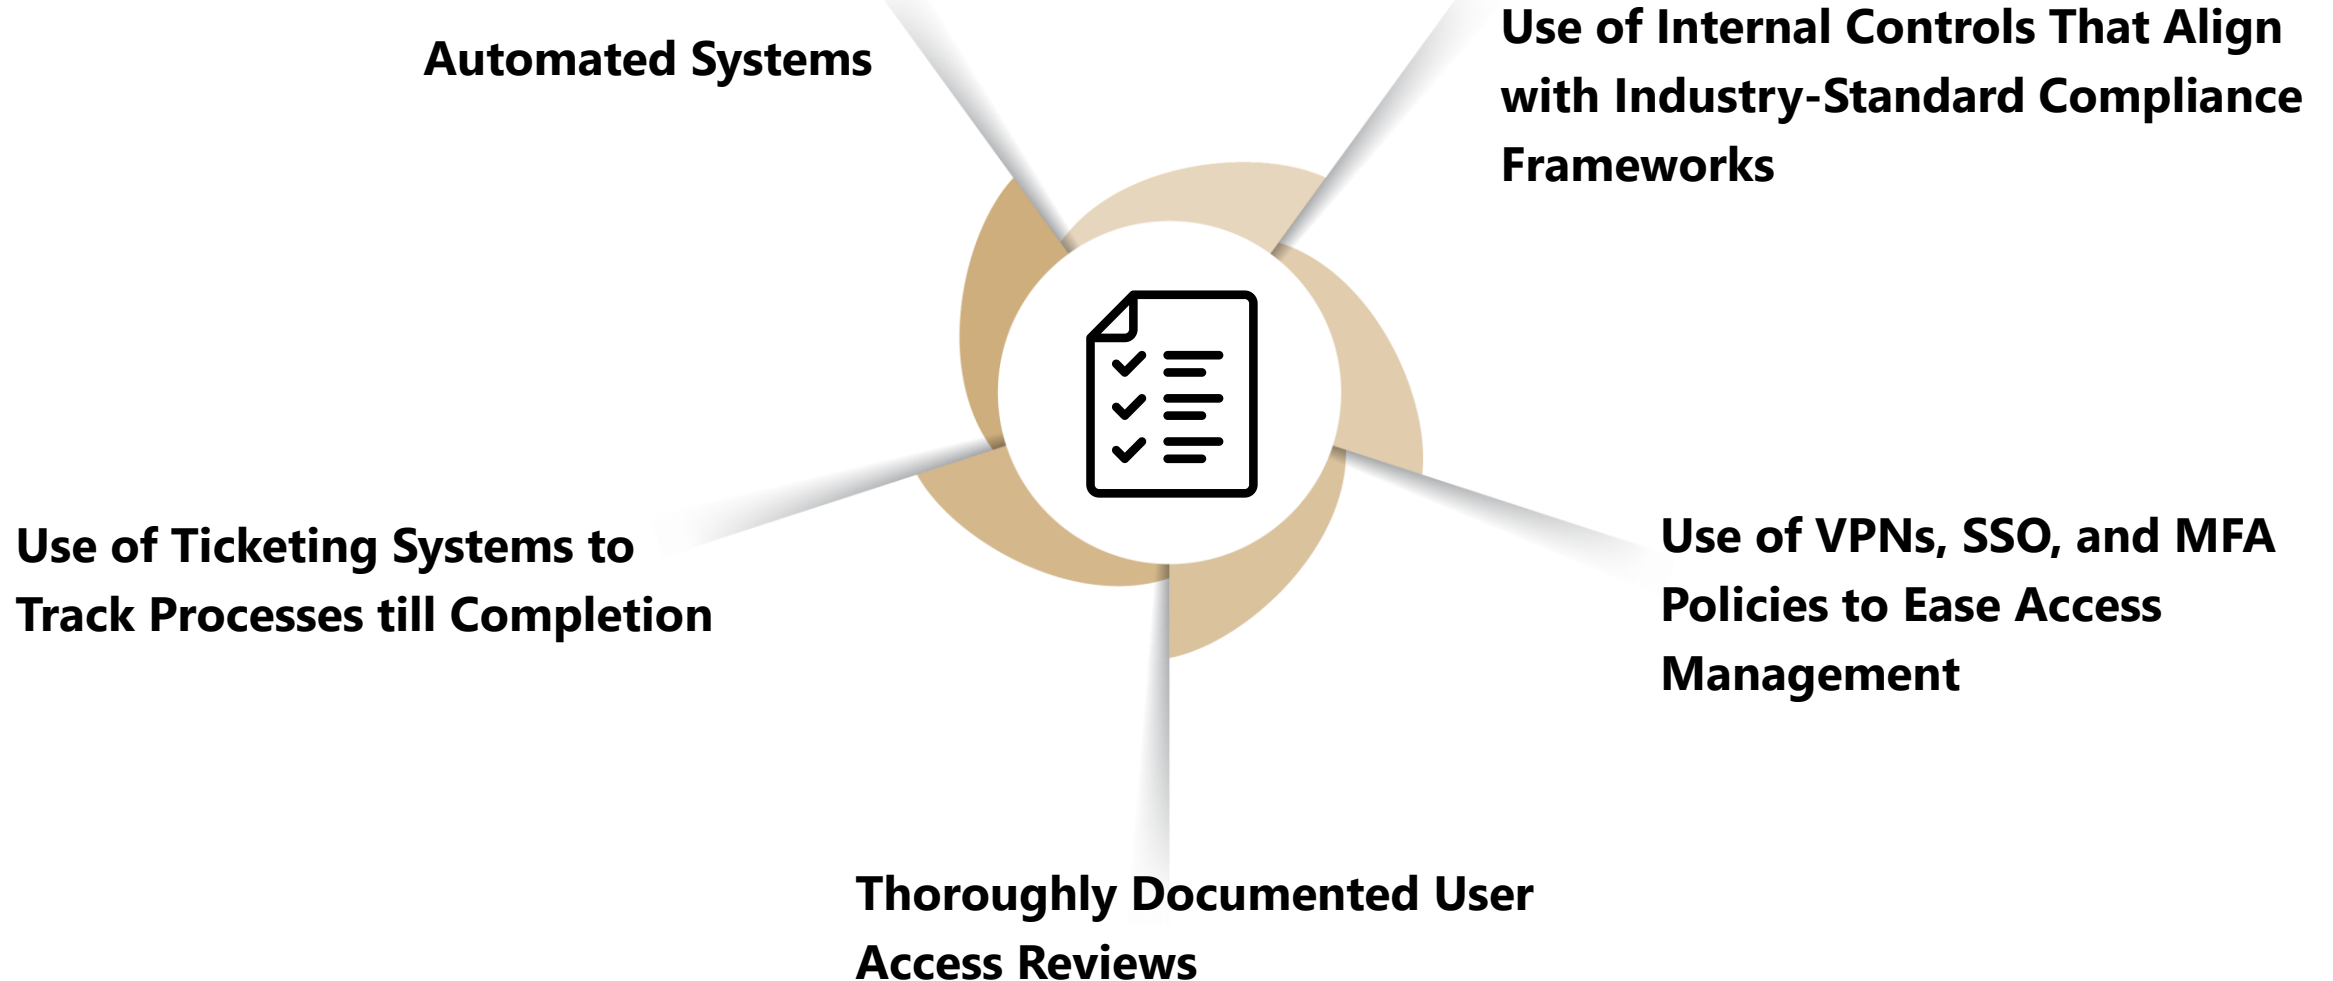 Automated Systems
Use of Internal Controls That Align
with Industry-Standard Compliance
Frameworks
Use of Ticketing Systems to
Track Processes till Completion
Use of VPNs, SSO, and MFA
Policies to Ease Access
Management
Thoroughly Documented User
Access Reviews